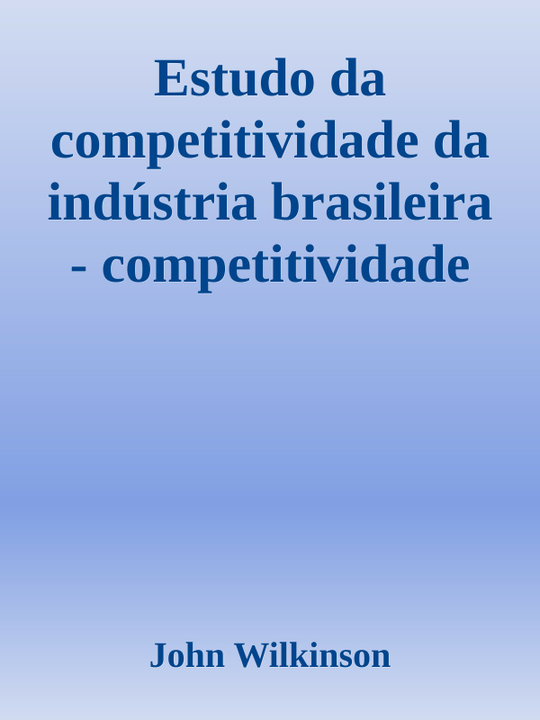 Estudo da
competitividade da
indústria brasileira
- competitividade
John Wilkinson